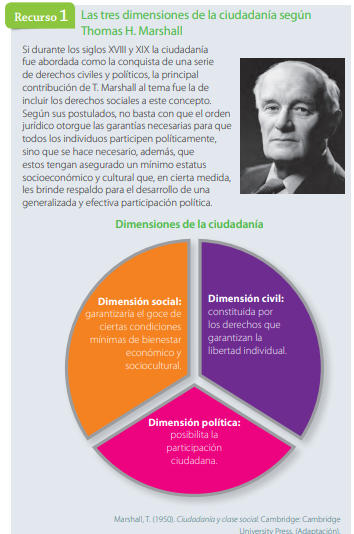 Recurso 1
Las tres dimensiones de la ciudadanía según
Thomas H. Marshall
Si durante los siglos XVIII y XIX la ciudadanía
fue abordada como la conquista de una serie
de derechos civiles y políticos, la principal
contribución de T. Marshall al tema fue la de
incluir los derechos sociales a este concepto.
Según sus postulados, no basta con que el orden
jurídico otorgue las garantías necesarias para que
todos los individuos participen políticamente,
sino que se hace necesario, además, que
estos tengan asegurado un mínimo estatus
socioeconómico y cultural que, en cierta medida,
les brinde respaldo para el desarrollo de una
generalizada y efectiva participación política.
Dimensiones de la ciudadanía
Dimensión social:
garantizaría el goce de
ciertas condiciones
mínimas de bienestar
económico y
sociocultural.
Dimensión civil:
constituida por
los derechos que
garantizan la
libertad individual.
Dimensión política:
posibilita la
participación
ciudadana.
Marshall, T. (1950). Ciudadanía y clase social. Cambridge: Cambridge
University Press. (Adaptación).